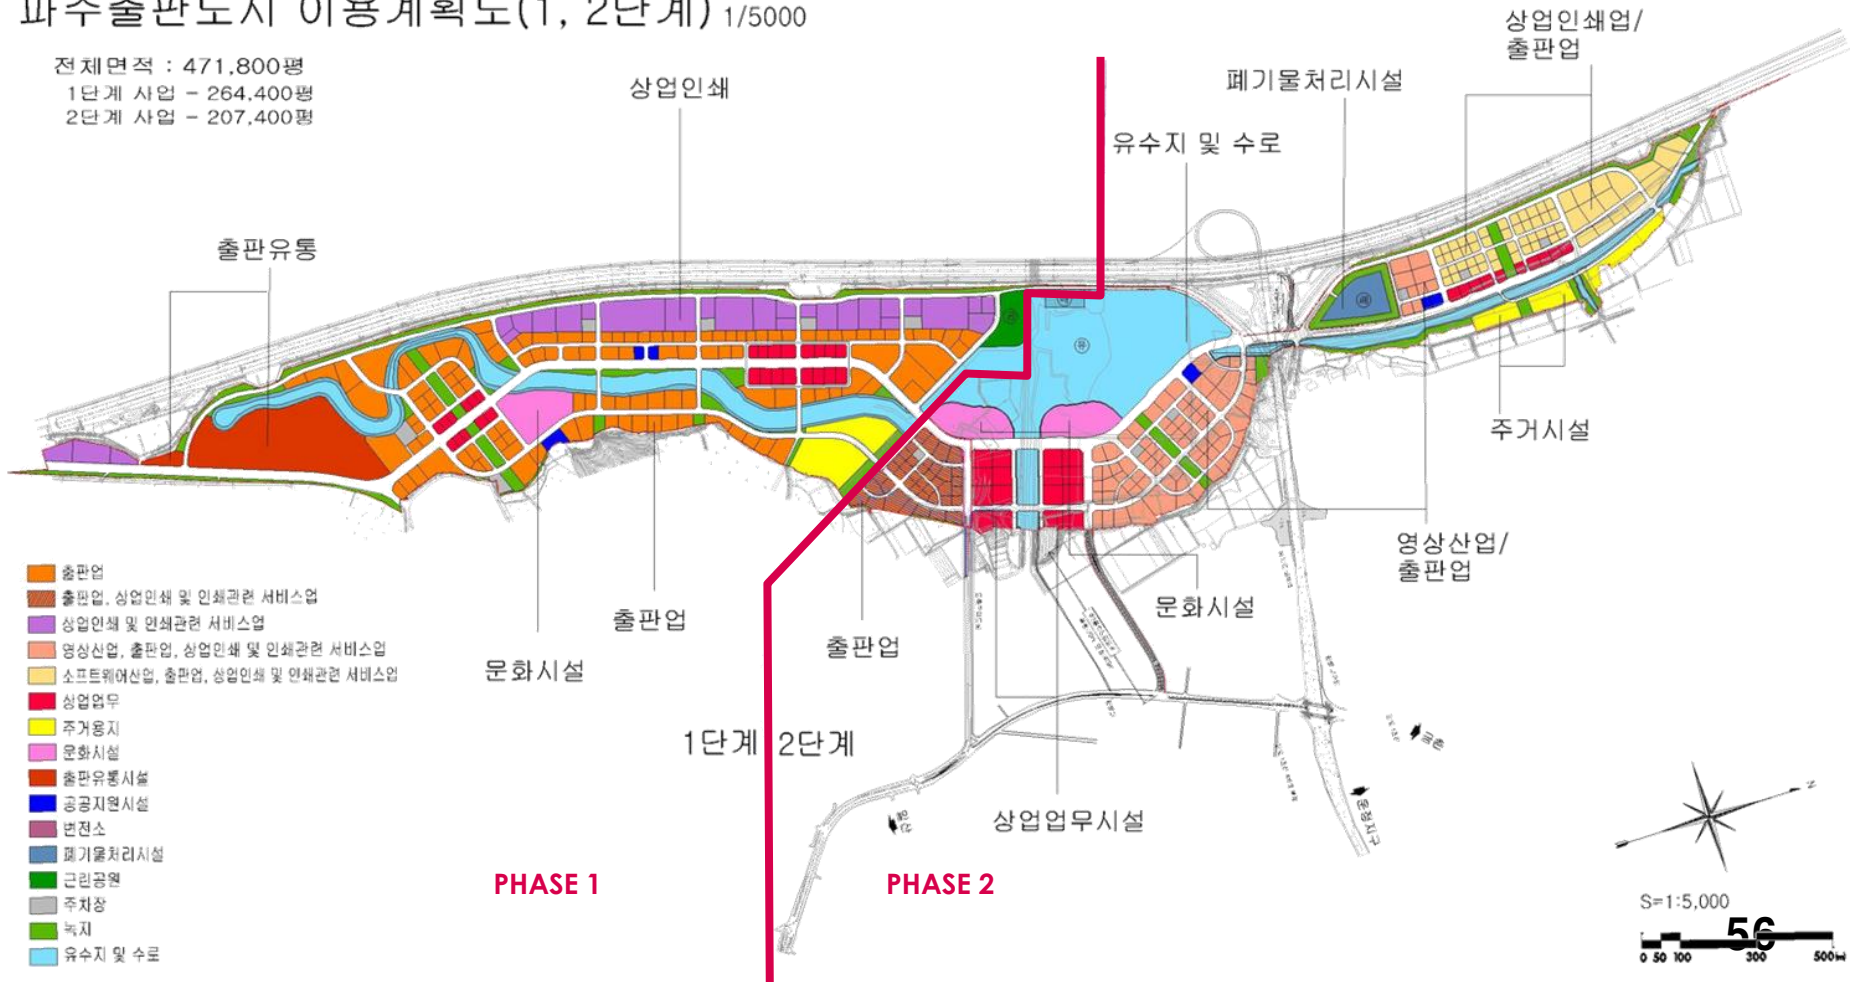 파주출판도시 이용계획도(1, 2단계) 1/5000
전체면적 : 471,800평
1단계 사업 - 264,400평
2단계 사업 - 207,400평
상업인쇄업/
출판업
폐기물처리시설
상업인쇄
유수지 및 수로
출판유통
주거시설
영상산업/
출판업
문화시설
출판업
출판업
문화시설
1단계
2단계
상업업무시설
출판업
출판업, 상업인쇄 및 인쇄관련 서비스업
상업인쇄 및 인쇄관련 서비스업
영상산업, 출판업, 상업인쇄 및 인쇄관련 서비스업
소프트웨어산업, 출판업, 상업인쇄 및 인쇄관련 서비스업
상업업무
주거용지
문화시설
출판유통시설
공공지원시설
변전소
폐기물처리시설
근린공원
주차장
녹지
유수지 및 수로
PHASE 1
PHASE 2
일산
금촌
운정지구
N
S=1:5,000
56
0 50 100 300 500m